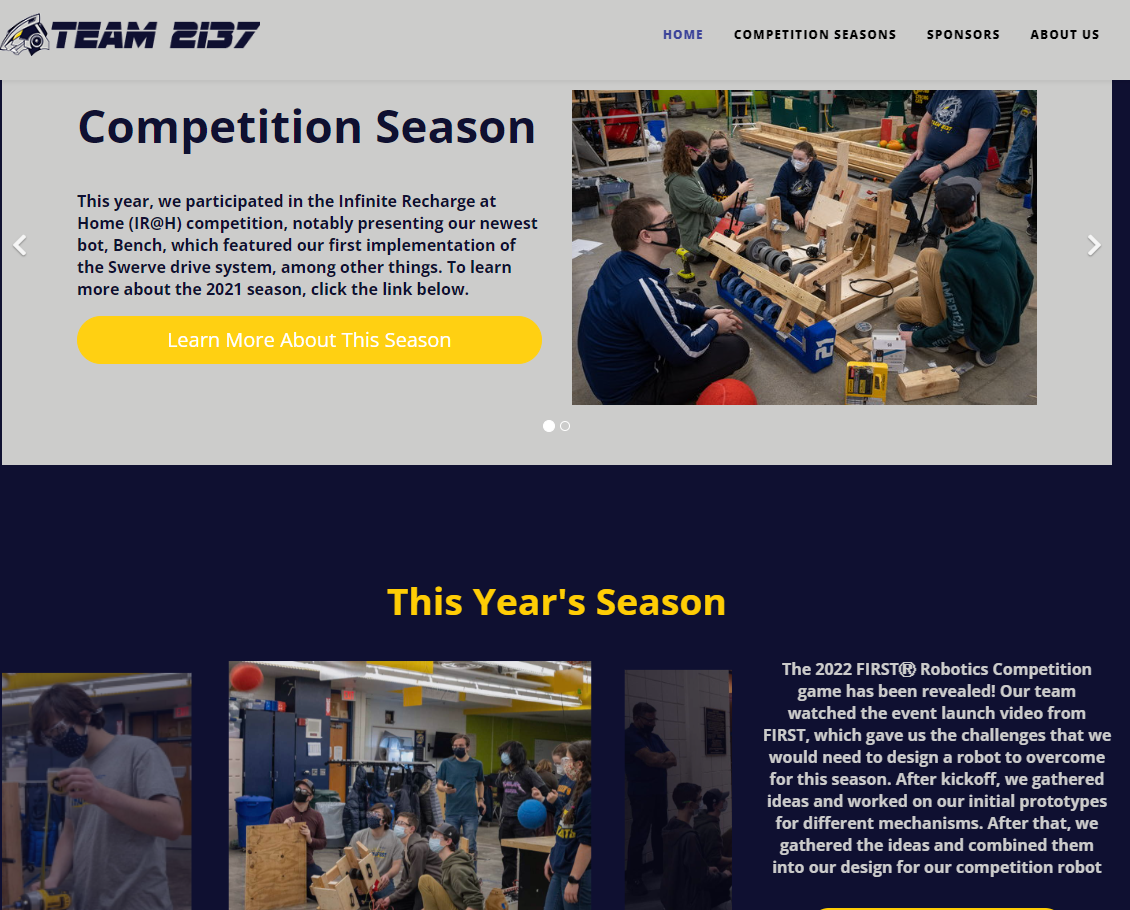 TEAM 2137
HOME
COMPETITION SEASONS
SPONSORS
ABOUT US
Competition Season
This year, we participated in the Infinite Recharge at
Home (IR@H) competition, notably presenting our newest
bot, Bench, which featured our first implementation of
the Swerve drive system, among other things. To learn
more about the 2021 season, click the link below.
Learn More About This Season
AMERICAN
This Year's Season
The 2022 FIRST® Robotics Competition
game has been revealed! Our team
watched the event launch video from
FIRST, which gave us the challenges that we
would need to design a robot to overcome
for this season. After kickoff, we gathered
ideas and worked on our initial prototypes
for different mechanisms. After that, we
gathered the ideas and combined them
into our design for our competition robot